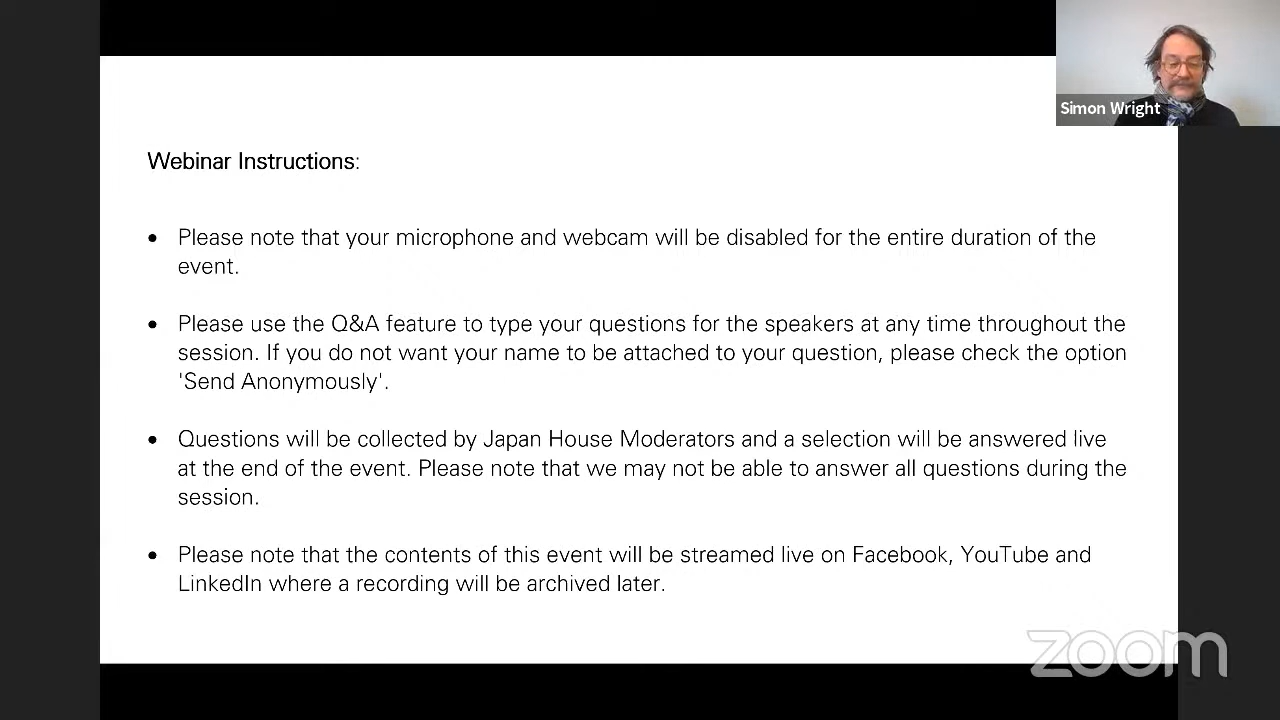 Simon Wright
Webinar Instructions:
• Please note that your microphone and webcam will be disabled for the entire duration of the
event.
• Please use the Q&A feature to type your questions for the speakers at any time throughout the
session. If you do not want your name to be attached to your question, please check the option
'Send Anonymously'.
• Questions will be collected by Japan House Moderators and a selection will be answered live
at the end of the event. Please note that we may not be able to answer all questions during the
session.
• Please note that the contents of this event will be streamed live on Facebook, YouTube and
LinkedIn where a recording will be archived later.
zoom